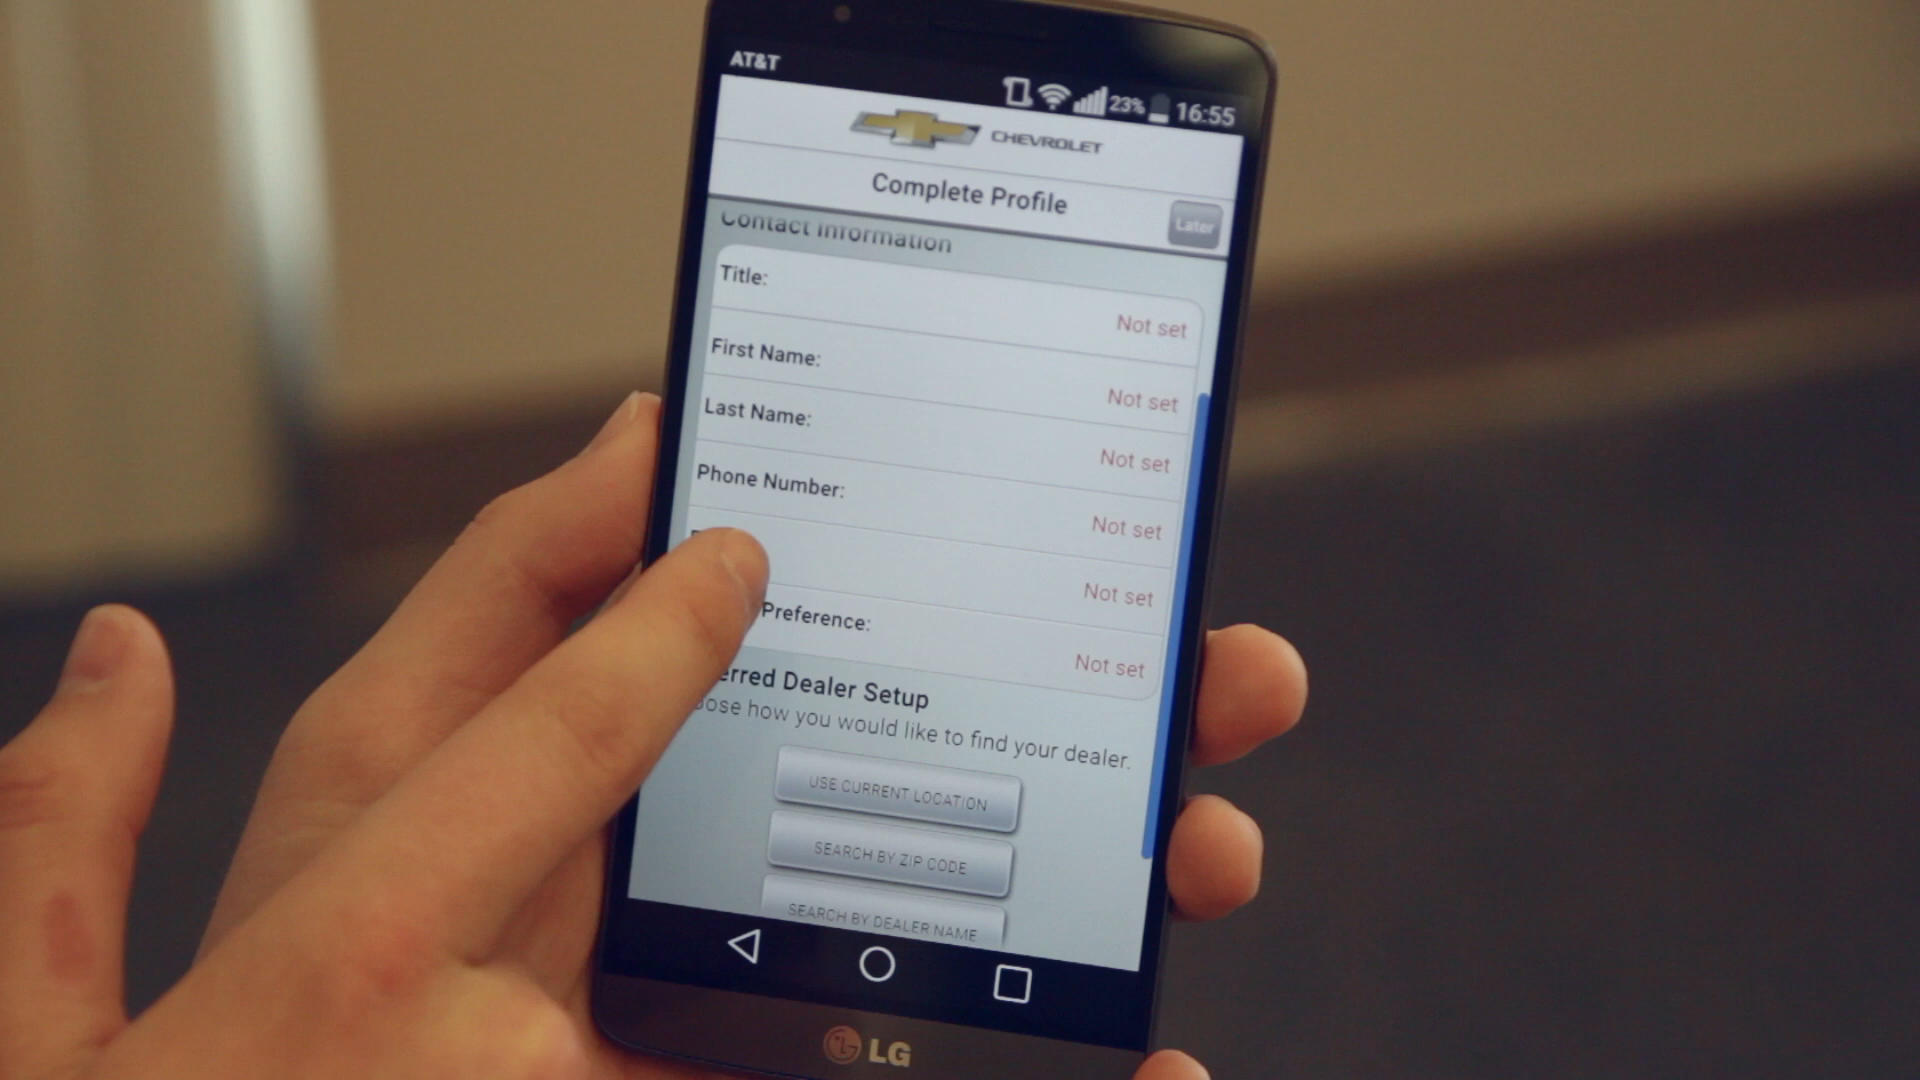 AT&T
23% 16:55
CHEVROLET
Complete Profile
Later
Contact Information
Title:
Not set
First Name:
Not set
Last Name:
Not set
Phone Number:
Not set
Not set
Preference:
Not set
erred Dealer Setup
oose how you would like to find your dealer.
USE CURRENT LOCATION
SEARCH BY ZIP CODE
SEARCH BY DEALER NAME
LG